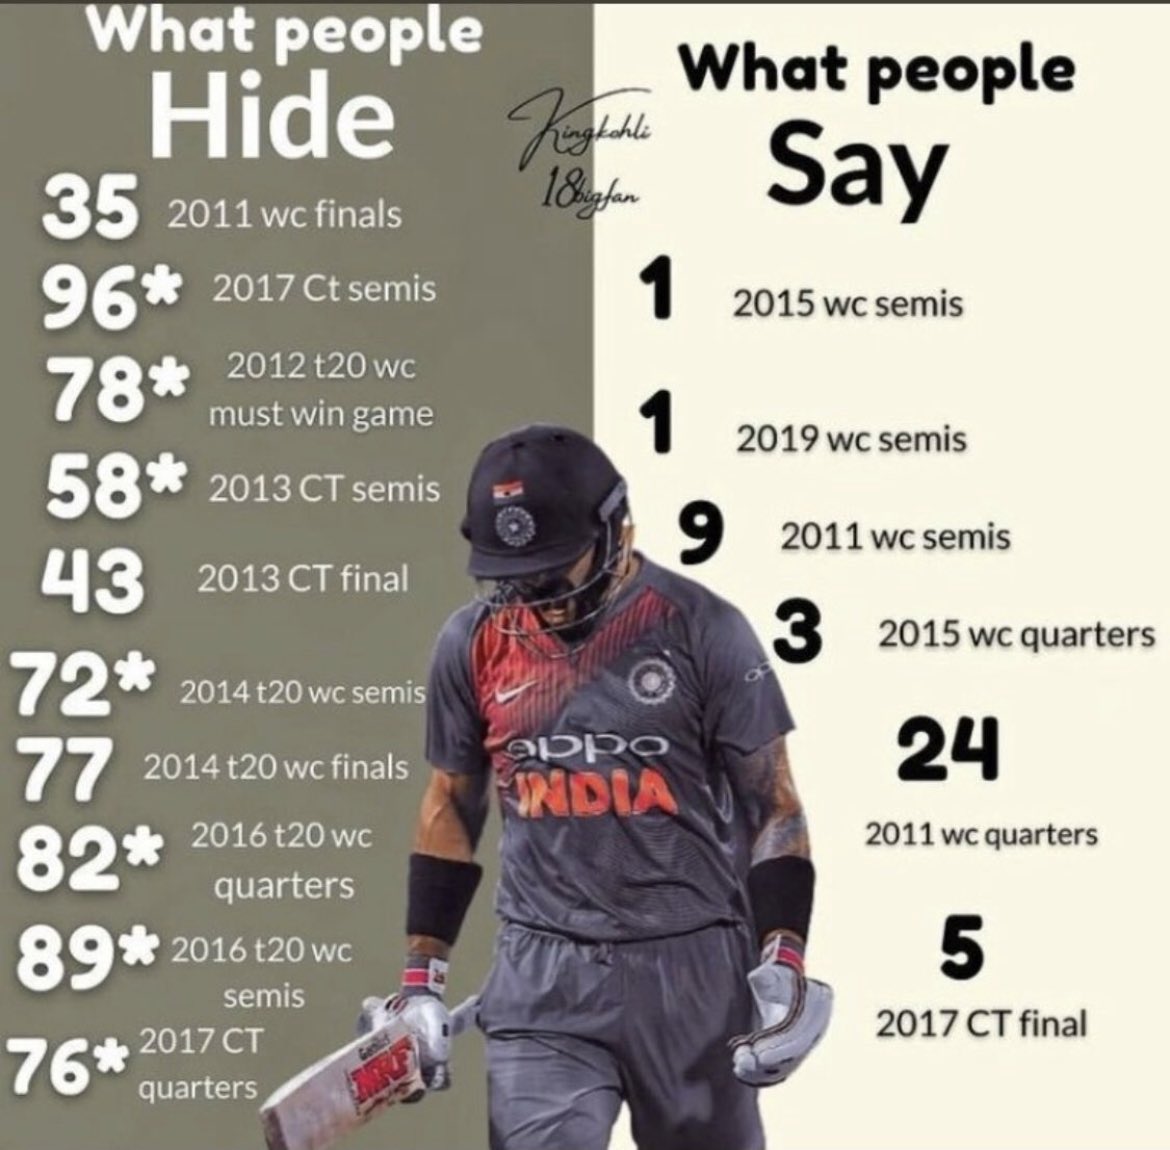 What people
Hide
35 2011 wc finals
96* 2017 Ct semis
78* 2012 t20 wc
must win game
58* 2013 CT semis
43 2013 CT final
72* 2014 t20 wc semis
77 2014 t20 wc finals
82* 2016 t20 wc
quarters
89* 2016 t20 wc
semis
76* 2017 CT
quarters
Kingkohli
18bigfan
What people
Say
1 2015 wc semis
1 2019 wc semis
9 2011 wc semis
3 2015 wc quarters
24
2011 wc quarters
5
2017 CT final
oppo
INDIA
MRF